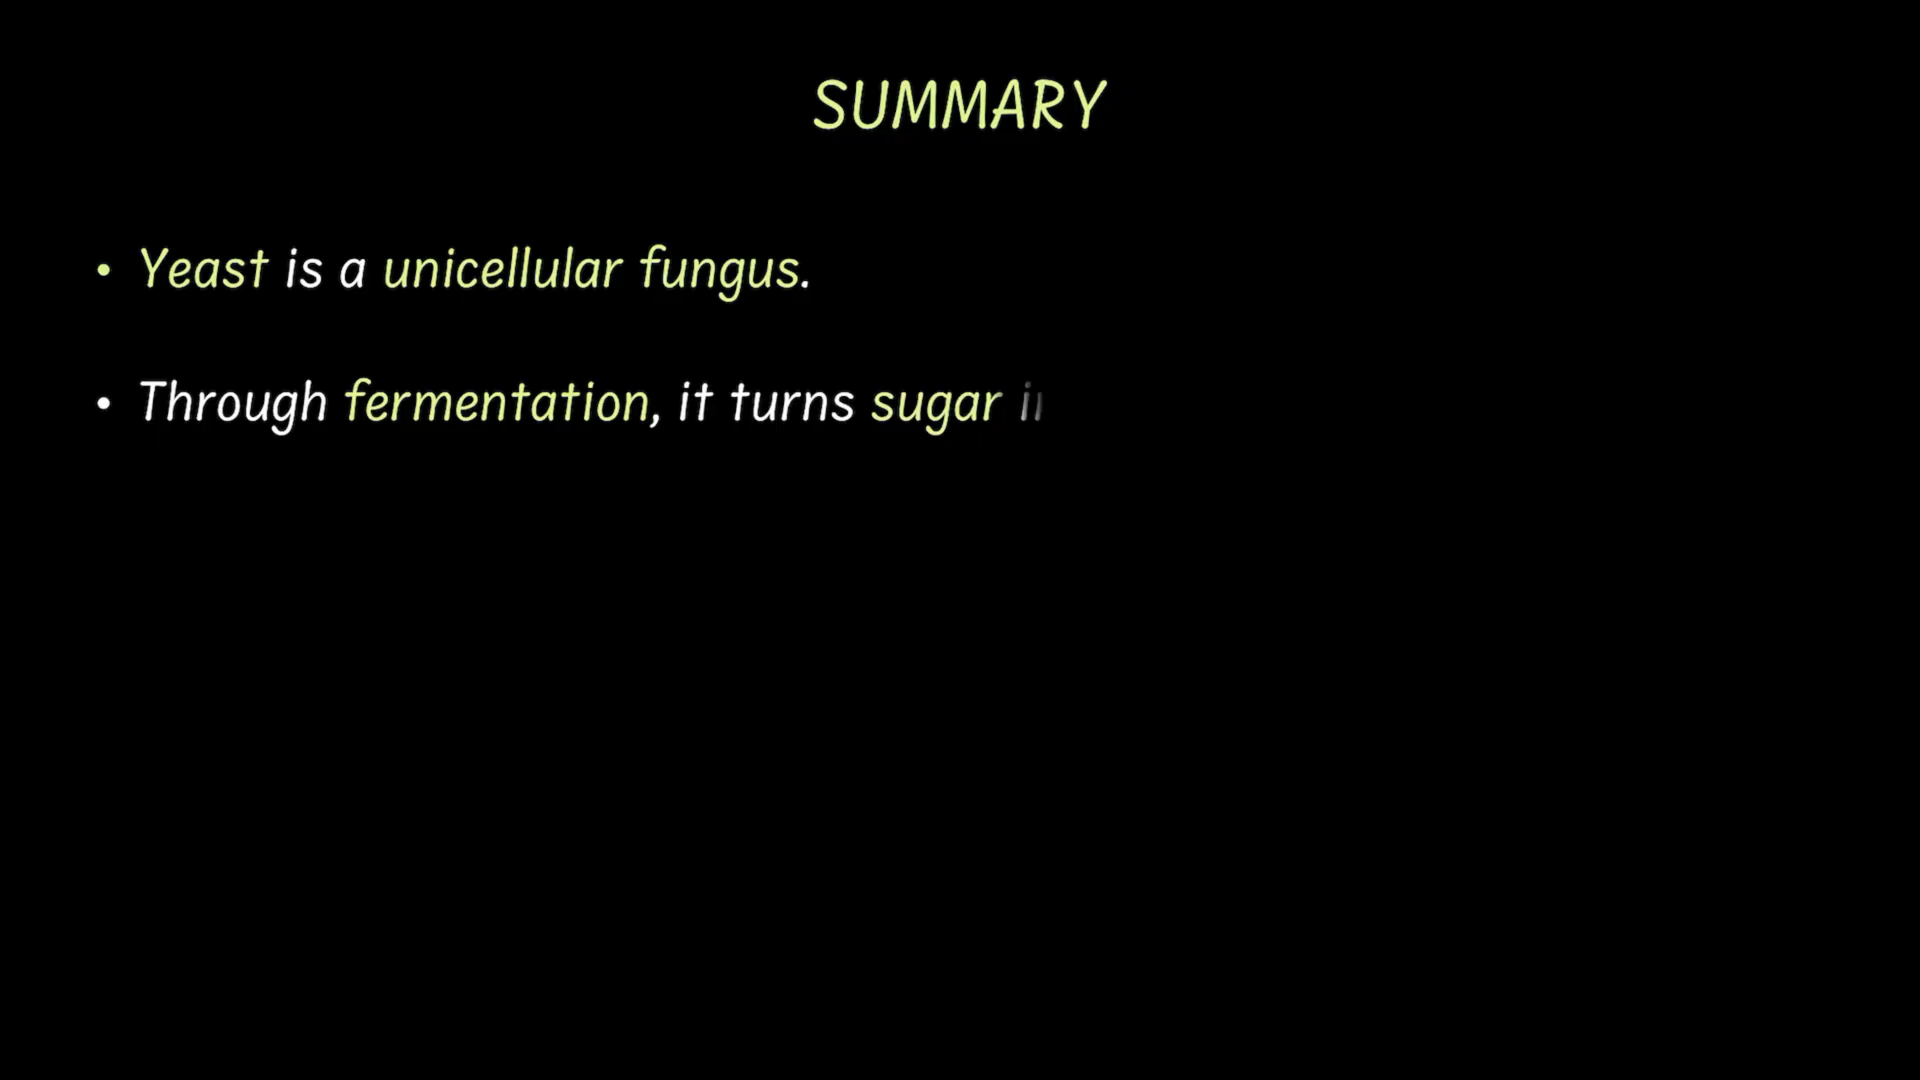 SUMMARY
• Yeast is a unicellular fungus.
• Through fermentation, it turns sugar